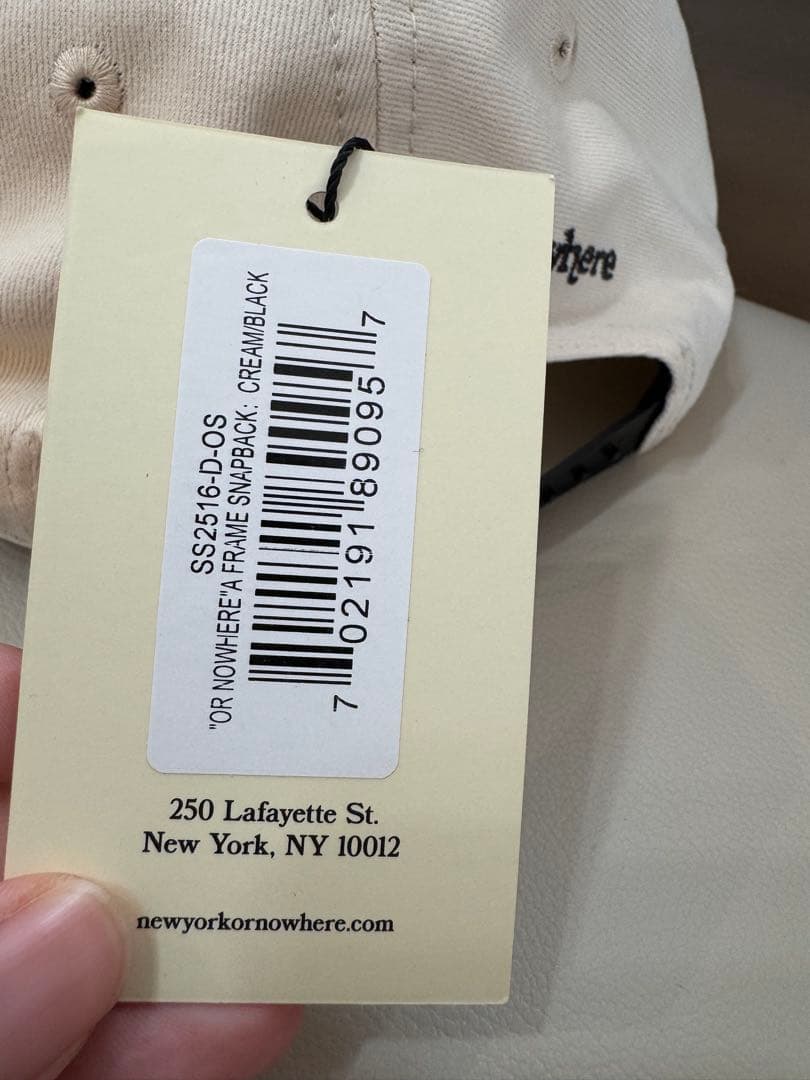 where
SS2516-D-OS
"OR NOWHERE"A FRAME SNAPBACK: CREAM/BLACK
7 02191 89095 7
250 Lafayette St.
New York, NY 10012
newyorkornowhere.com